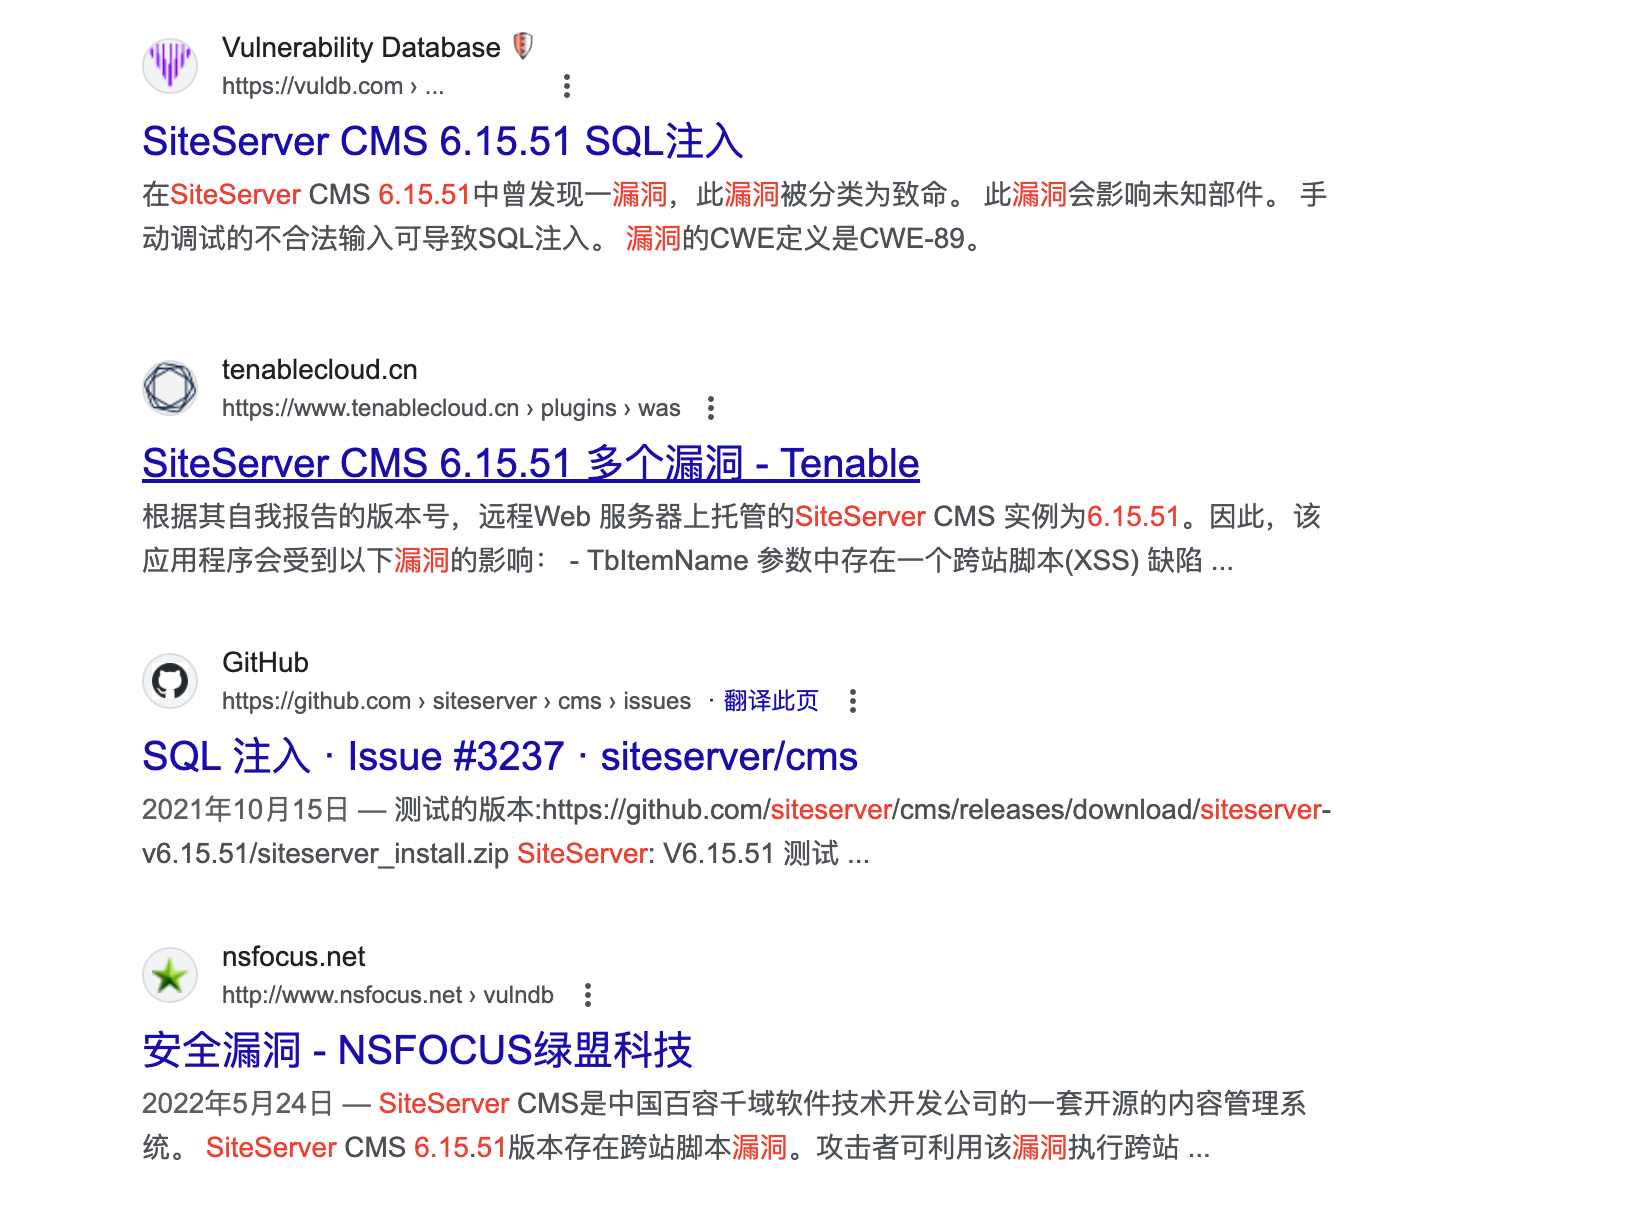 Vulnerability Database
https://vuldb.com › ...
SiteServer CMS 6.15.51 SQL注入
在SiteServer CMS 6.15.51中曾发现一漏洞，此漏洞被分类为致命。 此漏洞会影响未知部件。 手
动调试的不合法输入可导致SQL注入。 漏洞的CWE定义是CWE-89。
tenablecloud.cn
https://www.tenablecloud.cn › plugins › was
SiteServer CMS 6.15.51 多个漏洞 - Tenable
根据其自我报告的版本号，远程Web 服务器上托管的SiteServer CMS 实例为6.15.51。因此，该
应用程序会受到以下漏洞的影响： - TbItemName 参数中存在一个跨站脚本(XSS) 缺陷 ...
GitHub
https://github.com › siteserver › cms › issues · 翻译此页
SQL 注入 · Issue #3237 · siteserver/cms
2021年10月15日 — 测试的版本:https://github.com/siteserver/cms/releases/download/siteserver-
v6.15.51/siteserver_install.zip SiteServer: V6.15.51 测试 ...
nsfocus.net
http://www.nsfocus.net › vulndb
安全漏洞 - NSFOCUS绿盟科技
2022年5月24日 — SiteServer CMS是中国百容千域软件技术开发公司的一套开源的内容管理系
统。 SiteServer CMS 6.15.51版本存在跨站脚本漏洞。攻击者可利用该漏洞执行跨站 ...